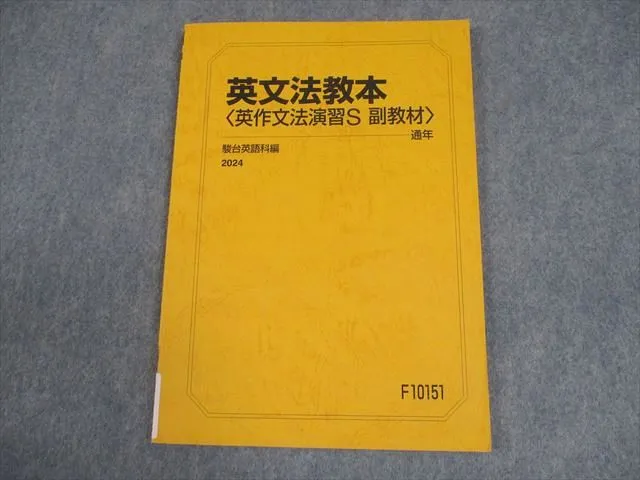 英文法教本
〈英作文法演習S 副教材〉
通年
駿台英語科編
2024
F10151